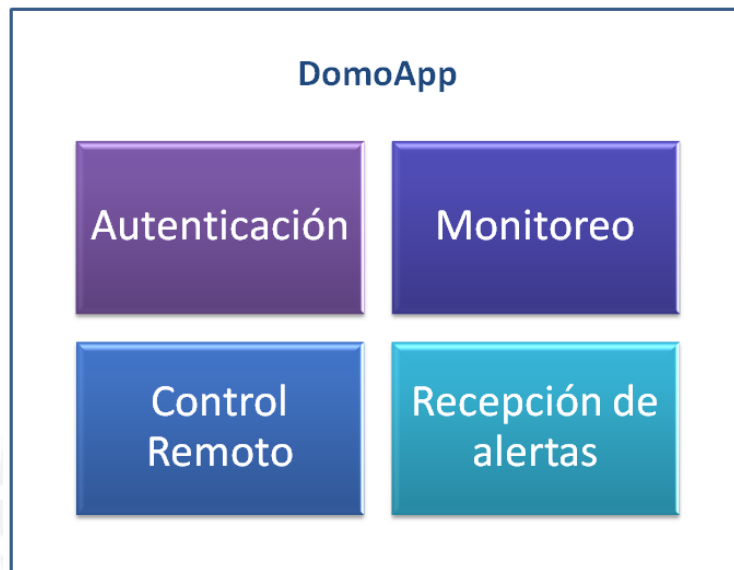 DomoApp
Autenticación
Monitoreo
Control
Remoto
Recepción de
alertas